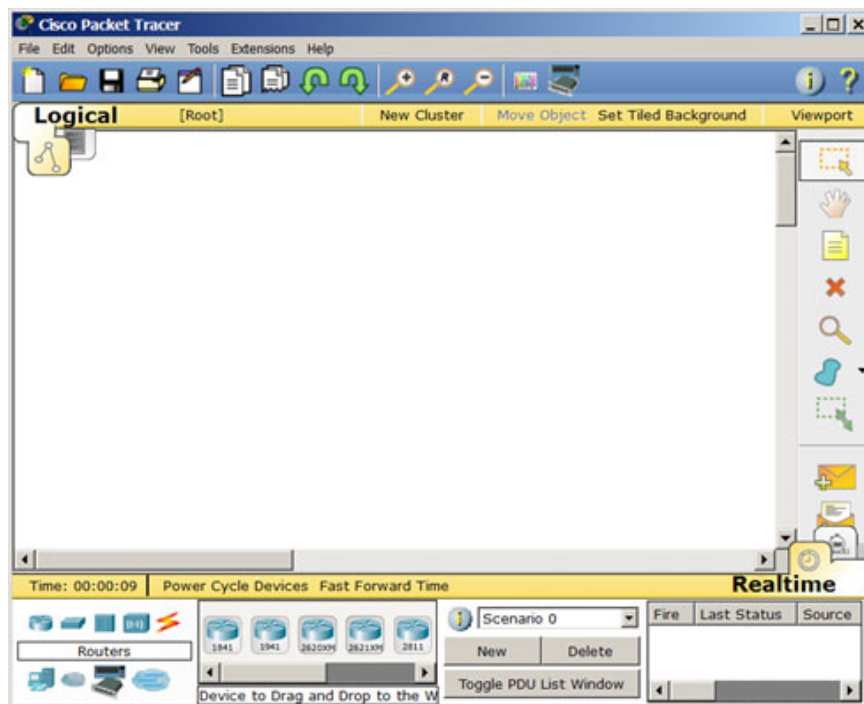 Cisco Packet Tracer
File Edit Options View Tools Extensions Help
R
i ?
Logical [Root] New Cluster Move Object Set Tiled Background Viewport
Time: 00:00:09 Power Cycle Devices Fast Forward Time Realtime
Routers
1841 1941 2620XM 2621XM 2811
Device to Drag and Drop to the W
i Scenario 0
New Delete
Toggle PDU List Window
Fire Last Status Source